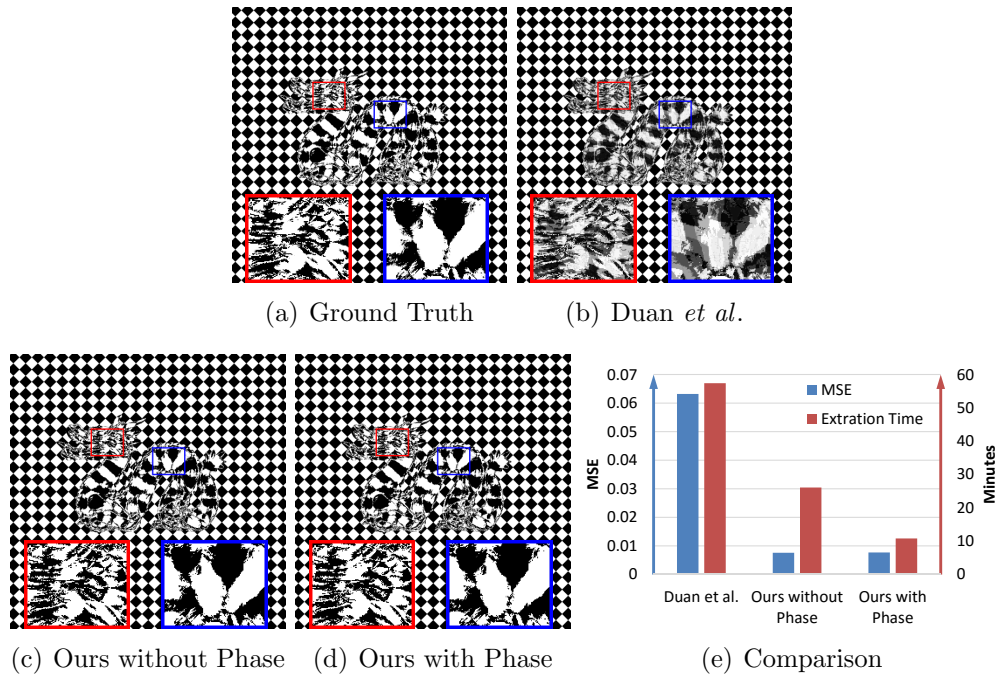 (a) Ground Truth
(b) Duan et al.
(c) Ours without Phase
(d) Ours with Phase
0.07
0.06
0.05
0.04
0.03
0.02
0.01
0
MSE
MSE
Extration Time
60
50
40
30
20
10
0
Minutes
Duan et al.
Ours without
Phase
Ours with
Phase
(e) Comparison